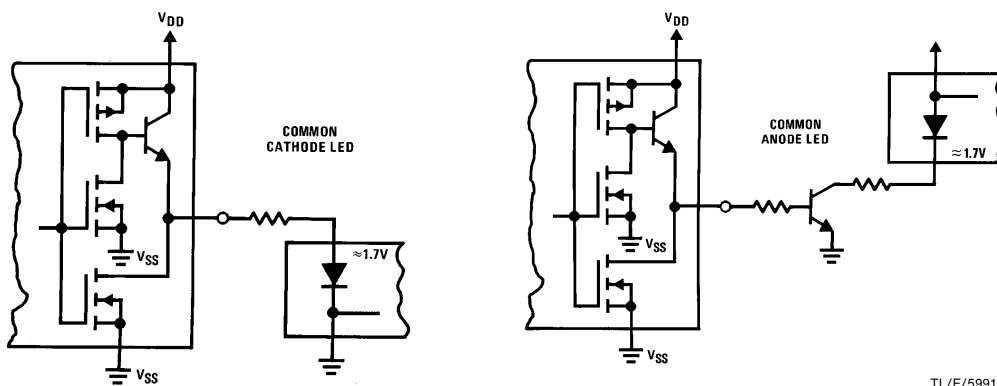 VDD
COMMON
CATHODE LED
≈1.7V
VSS
VSS
VDD
COMMON
ANODE LED
≈1.7V
VSS
VSS
TL/F/5991